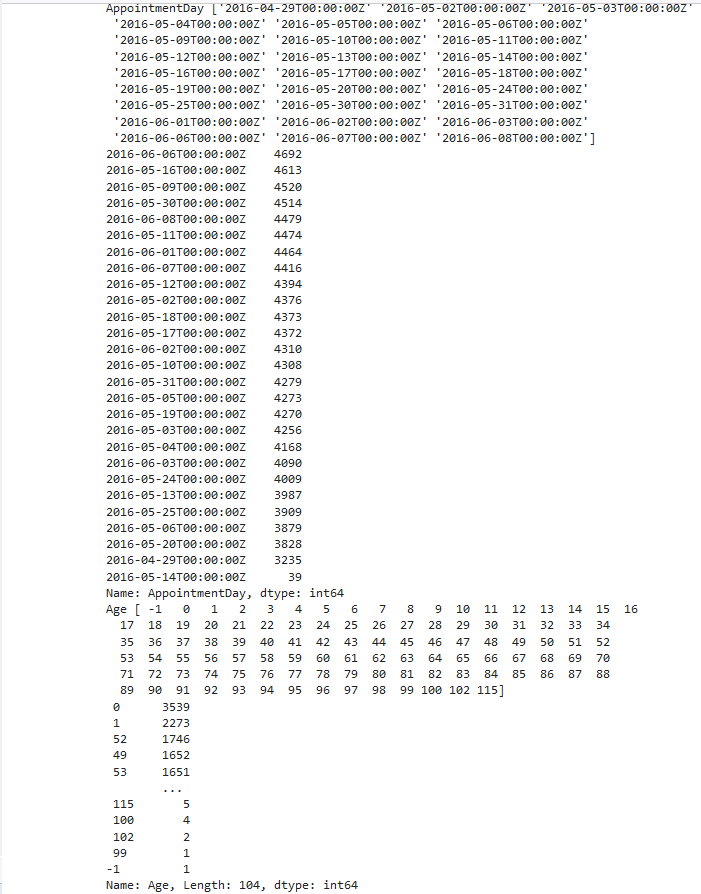 AppointmentDay ['2016-04-29T00:00:00Z' '2016-05-02T00:00:00Z' '2016-05-03T00:00:00Z'
 '2016-05-04T00:00:00Z' '2016-05-05T00:00:00Z' '2016-05-06T00:00:00Z'
 '2016-05-09T00:00:00Z' '2016-05-10T00:00:00Z' '2016-05-11T00:00:00Z'
 '2016-05-12T00:00:00Z' '2016-05-13T00:00:00Z' '2016-05-14T00:00:00Z'
 '2016-05-16T00:00:00Z' '2016-05-17T00:00:00Z' '2016-05-18T00:00:00Z'
 '2016-05-19T00:00:00Z' '2016-05-20T00:00:00Z' '2016-05-24T00:00:00Z'
 '2016-05-25T00:00:00Z' '2016-05-30T00:00:00Z' '2016-05-31T00:00:00Z'
 '2016-06-01T00:00:00Z' '2016-06-02T00:00:00Z' '2016-06-03T00:00:00Z'
 '2016-06-06T00:00:00Z' '2016-06-07T00:00:00Z' '2016-06-08T00:00:00Z']
2016-06-06T00:00:00Z    4692
2016-05-16T00:00:00Z    4613
2016-05-09T00:00:00Z    4520
2016-05-30T00:00:00Z    4514
2016-06-08T00:00:00Z    4479
2016-05-11T00:00:00Z    4474
2016-06-01T00:00:00Z    4464
2016-06-07T00:00:00Z    4416
2016-05-12T00:00:00Z    4394
2016-05-02T00:00:00Z    4376
2016-05-18T00:00:00Z    4373
2016-05-17T00:00:00Z    4372
2016-06-02T00:00:00Z    4310
2016-05-10T00:00:00Z    4308
2016-05-31T00:00:00Z    4279
2016-05-05T00:00:00Z    4273
2016-05-19T00:00:00Z    4270
2016-05-03T00:00:00Z    4256
2016-05-04T00:00:00Z    4168
2016-06-03T00:00:00Z    4090
2016-05-24T00:00:00Z    4009
2016-05-13T00:00:00Z    3987
2016-05-25T00:00:00Z    3909
2016-05-06T00:00:00Z    3879
2016-05-20T00:00:00Z    3828
2016-04-29T00:00:00Z    3235
2016-05-14T00:00:00Z      39
Name: AppointmentDay, dtype: int64
Age [ -1   0   1   2   3   4   5   6   7   8   9  10  11  12  13  14  15  16
  17  18  19  20  21  22  23  24  25  26  27  28  29  30  31  32  33  34
  35  36  37  38  39  40  41  42  43  44  45  46  47  48  49  50  51  52
  53  54  55  56  57  58  59  60  61  62  63  64  65  66  67  68  69  70
  71  72  73  74  75  76  77  78  79  80  81  82  83  84  85  86  87  88
  89  90  91  92  93  94  95  96  97  98  99 100 102 115]
 0      3539
 1      2273
 52     1746
 49     1652
 53     1651
        ...
 115       5
 100       4
 102       2
 99        1
-1         1
Name: Age, Length: 104, dtype: int64